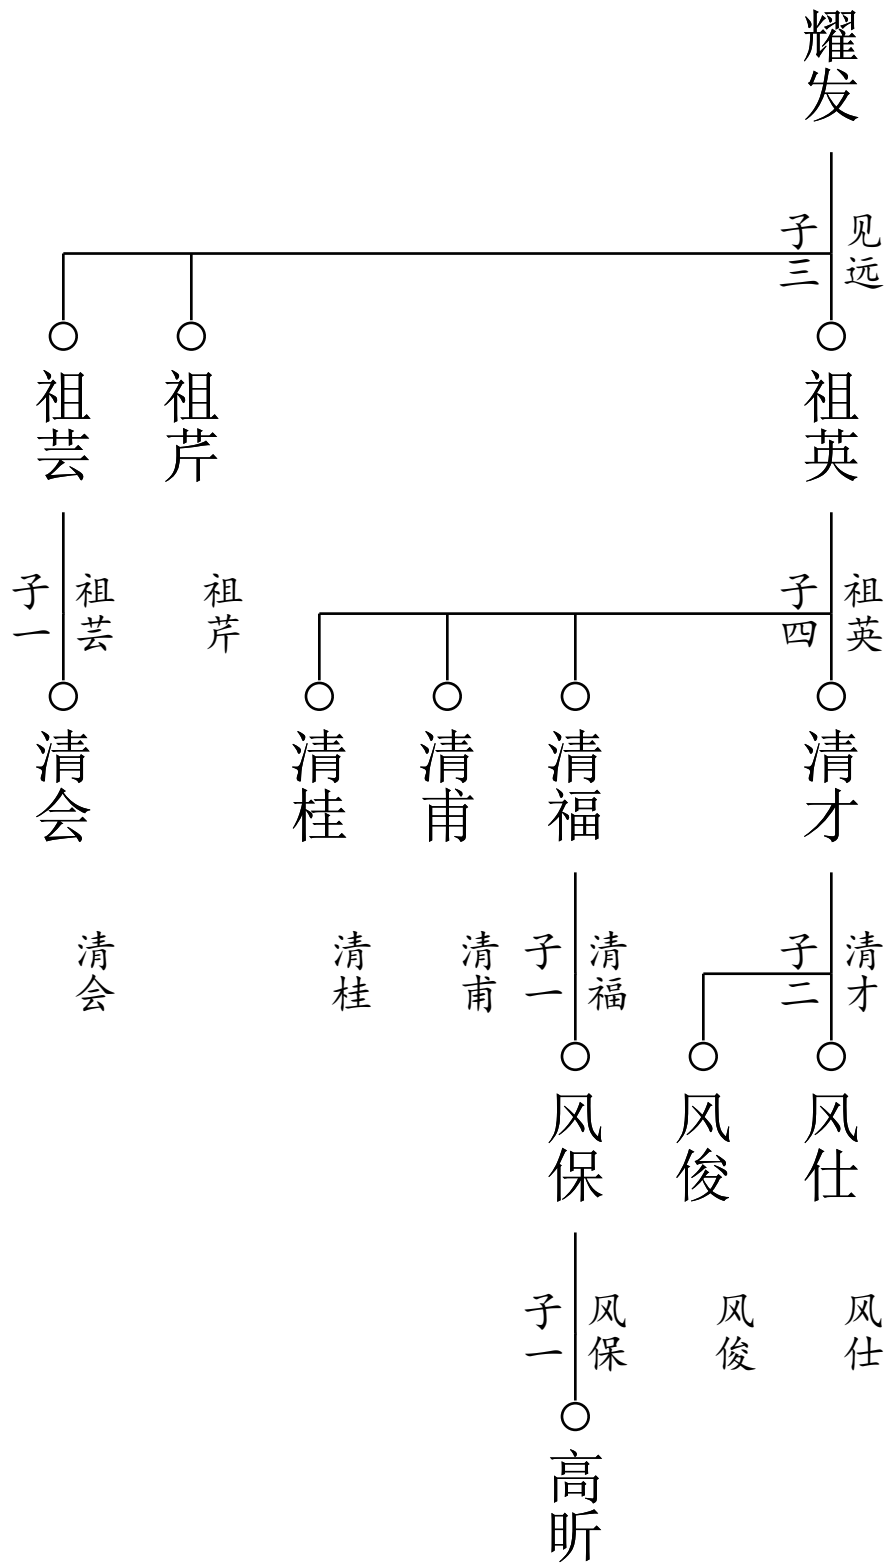 耀发
见远
子三
祖英
祖芹
祖芸
祖英
子四
祖芹
祖芸
子一
清才
清福
清甫
清桂
清会
清才
子二
清福
子一
清甫
清桂
清会
风仕
风俊
风保
风仕
风俊
风保
子一
高昕